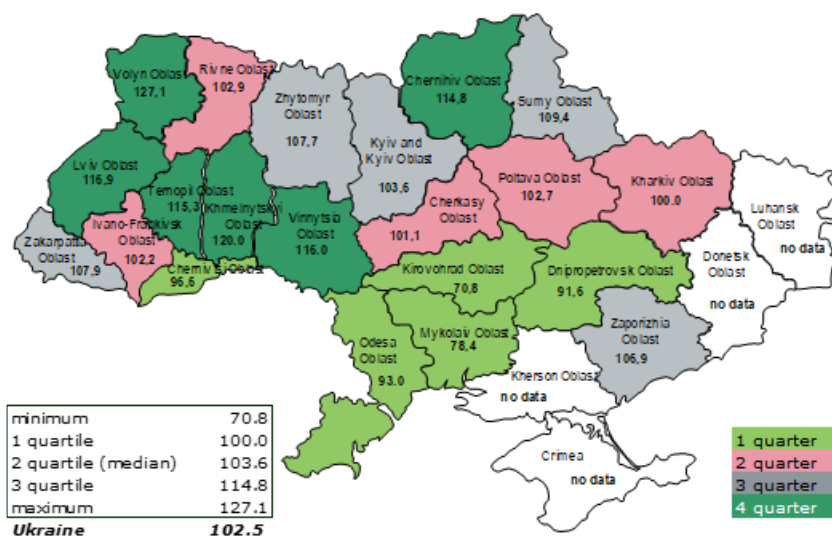 Volyn Oblast
127,1
Rivne Oblast
102,9
Zhytomyr
Oblast
107,7
Kyiv and
Kyiv Oblast
103,6
Chernihiv Oblast
114,8
Sumy Oblast
109,4
Lviv Oblast
116,9
Ternopil Oblast
115,3
Khmelnytskyi
Oblast
120.0
Vinnytsia
Oblast
116.0
Cherkasy
Oblast
101,1
Poltava Oblast
102,7
Kharkiv Oblast
100.0
Luhansk
Oblast
no data
Zakarpattia
Oblast
107,9
Ivano-Frankivsk
Oblast
102,2
Chernivtsi Oblast
96,6
Kirovohrad Oblast
70,8
Dnipropetrovsk Oblast
91,6
Donetsk
Oblast
no data
Odesa
Oblast
93.0
Mykolaiv Oblast
78,4
Zaporizhia
Oblast
106,9
Kherson Oblast
no data
Crimea
no data
minimum 70.8
1 quartile 100.0
2 quartile (median) 103.6
3 quartile 114.8
maximum 127.1
Ukraine 102.5
1 quarter
2 quarter
3 quarter
4 quarter